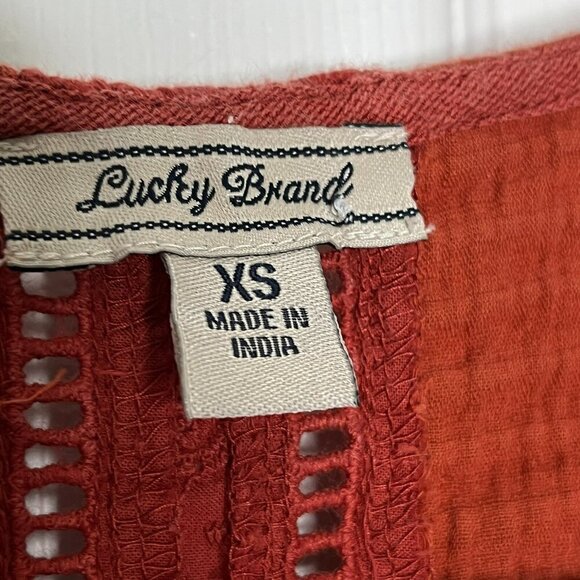 Lucky Brand
XS
MADE IN
INDIA